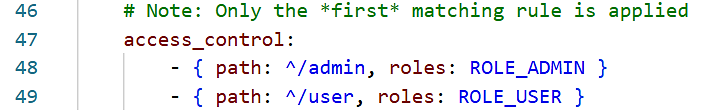 46 # Note: Only the *first* matching rule is applied
47 access_control:
48 - { path: ^/admin, roles: ROLE_ADMIN }
49 - { path: ^/user, roles: ROLE_USER }